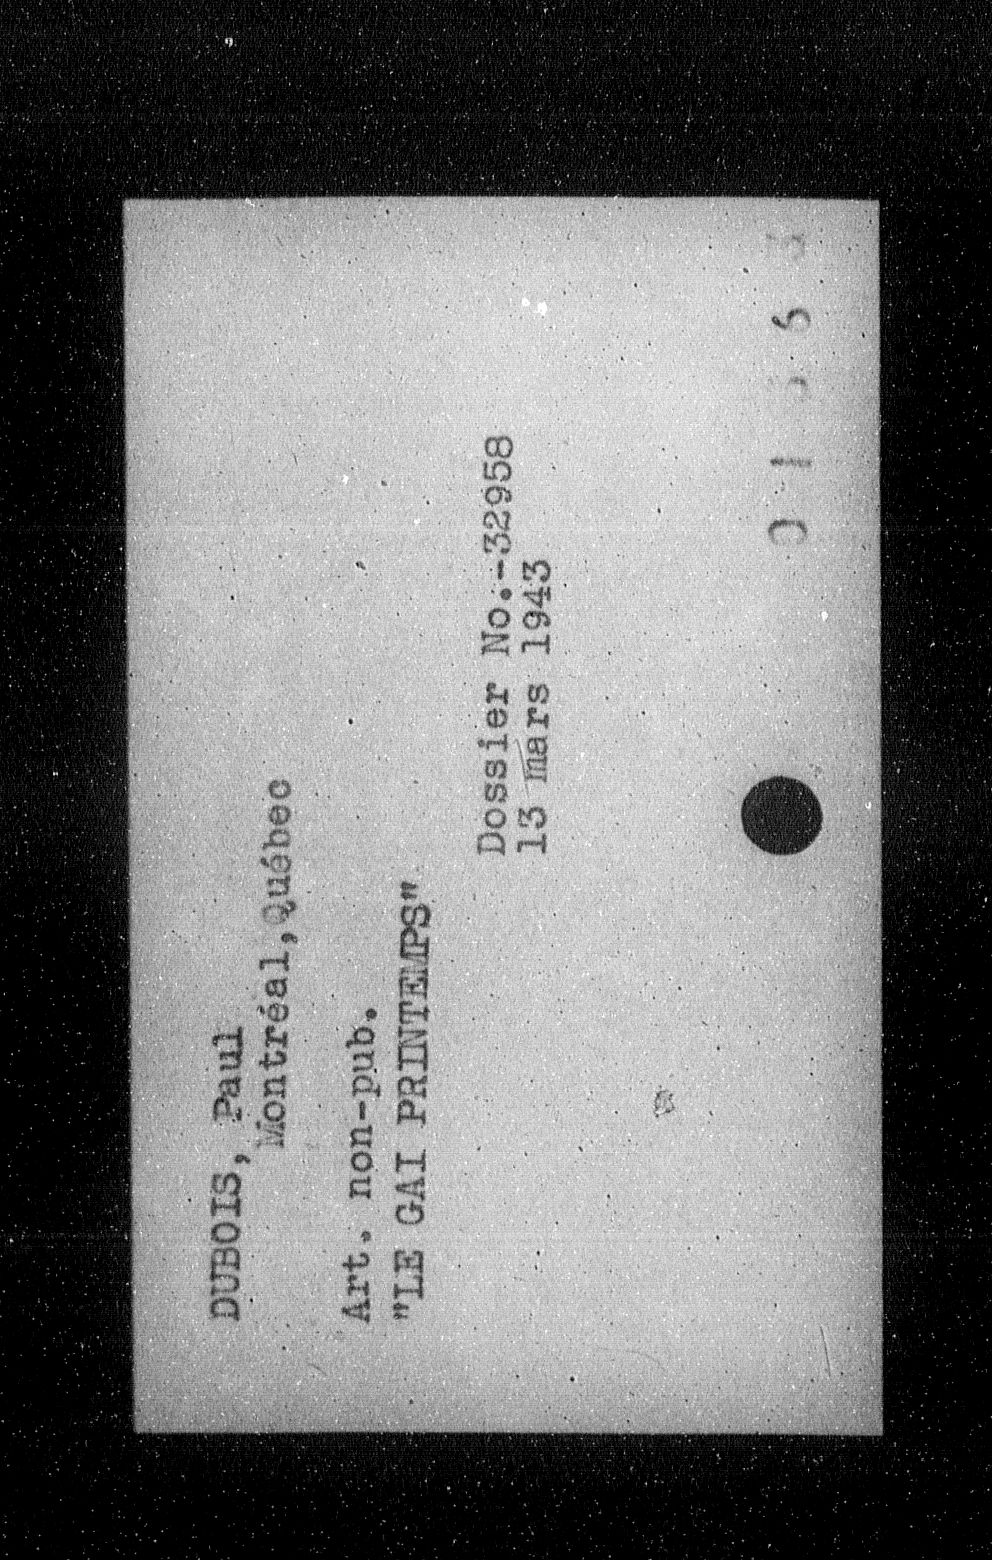 DUBOIS, Paul
Montréal,Québec
Art. non-pub.
"LE GAI PRINTEMPS"
Dossier No.-32958
13 mars 1943